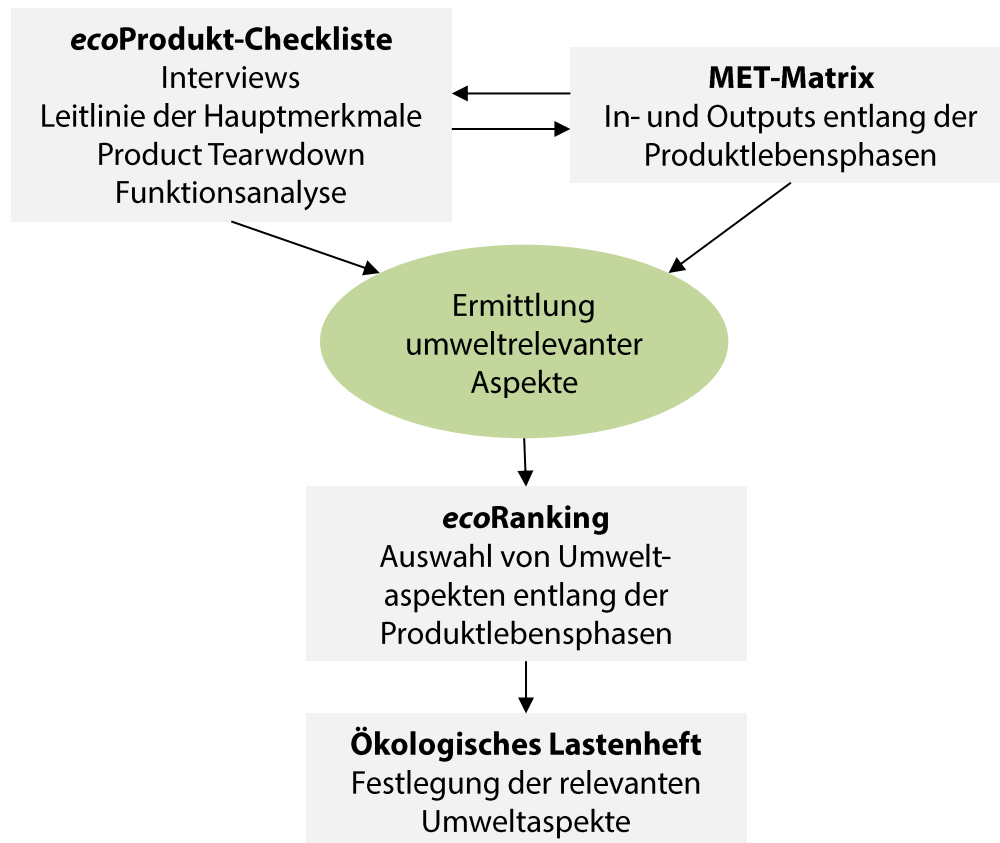 ecoProdukt-Checkliste
Interviews
Leitlinie der Hauptmerkmale
Product Tearwdown
Funktionsanalyse
MET-Matrix
In- und Outputs entlang der
Produktlebensphasen
Ermittlung
umweltrelevanter
Aspekte
ecoRanking
Auswahl von Umwelt-
aspekten entlang der
Produktlebensphasen
Ökologisches Lastenheft
Festlegung der relevanten
Umweltaspekte